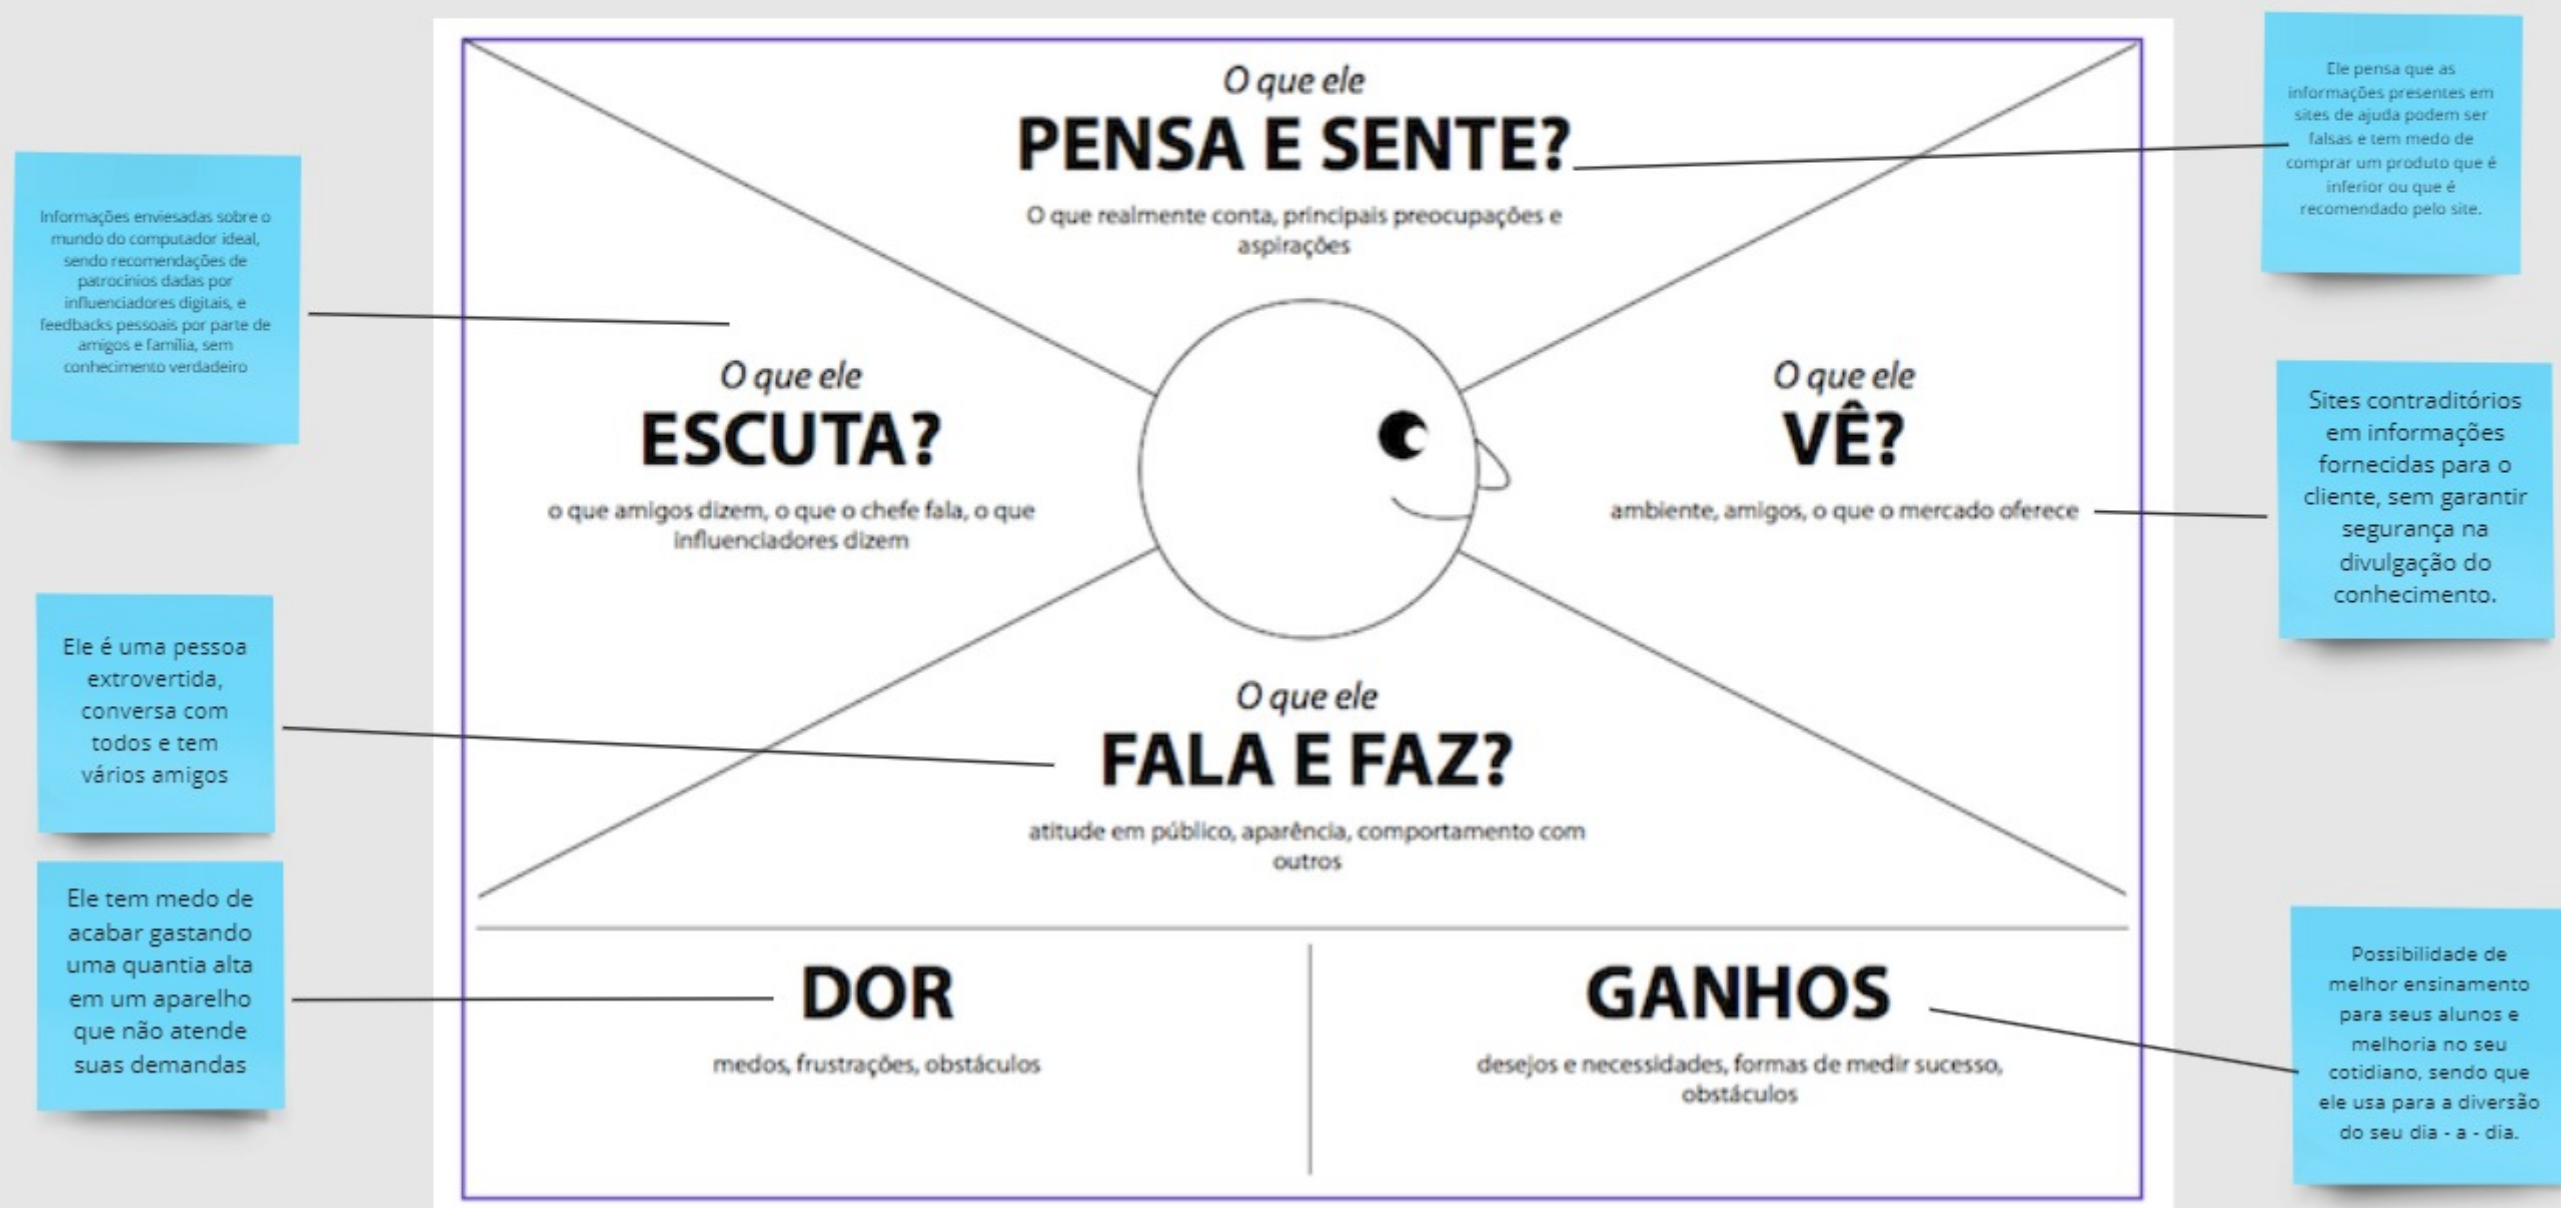 O que ele
PENSA E SENTE?
O que realmente conta, principais preocupações e
aspirações
Ele pensa que as
informações presentes em
sites de ajuda podem ser
falsas e tem medo de
comprar um produto que é
inferior ou que é
recomendado pelo site.
Informações enviesadas sobre o
mundo do computador ideal,
sendo recomendações de
patrocínios dadas por
influenciadores digitais, e
feedbacks pessoais por parte de
amigos e família, sem
conhecimento verdadeiro
O que ele
ESCUTA?
o que amigos dizem, o que o chefe fala, o que
influenciadores dizem
O que ele
VÊ?
ambiente, amigos, o que o mercado oferece
Sites contraditórios
em informações
fornecidas para o
cliente, sem garantir
segurança na
divulgação do
conhecimento.
Ele é uma pessoa
extrovertida,
conversa com
todos e tem
vários amigos
O que ele
FALA E FAZ?
atitude em público, aparência, comportamento com
outros
Ele tem medo de
acabar gastando
uma quantia alta
em um aparelho
que não atende
suas demandas
DOR
medos, frustrações, obstáculos
GANHOS
desejos e necessidades, formas de medir sucesso,
obstáculos
Possibilidade de
melhor ensinamento
para seus alunos e
melhoria no seu
cotidiano, sendo que
ele usa para a diversão
do seu dia - a - dia.